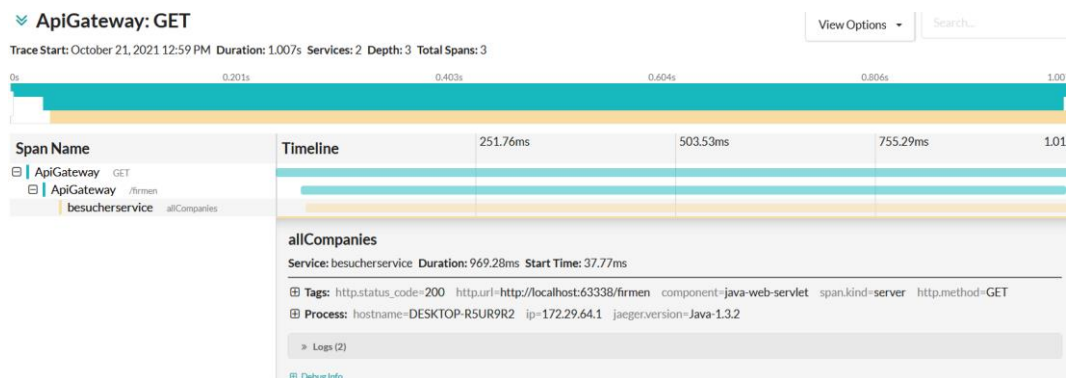 ApiGateway: GET
View Options
Search...
Trace Start: October 21, 2021 12:59 PM Duration: 1.007s Services: 2 Depth: 3 Total Spans: 3
0s 0.201s 0.403s 0.604s 0.806s 1.00
Span Name Timeline 251.76ms 503.53ms 755.29ms 1.01
ApiGateway GET
ApiGateway /firmen
besucherservice allCompanies
allCompanies
Service: besucherservice Duration: 969.28ms Start Time: 37.77ms
Tags: http.status_code=200 http.url=http://localhost:63338/firmen component=java-web-servlet span.kind=server http.method=GET
Process: hostname=DESKTOP-R5UR9R2 ip=172.29.64.1 jaeger.version=Java-1.3.2
Logs (2)
Debug Info